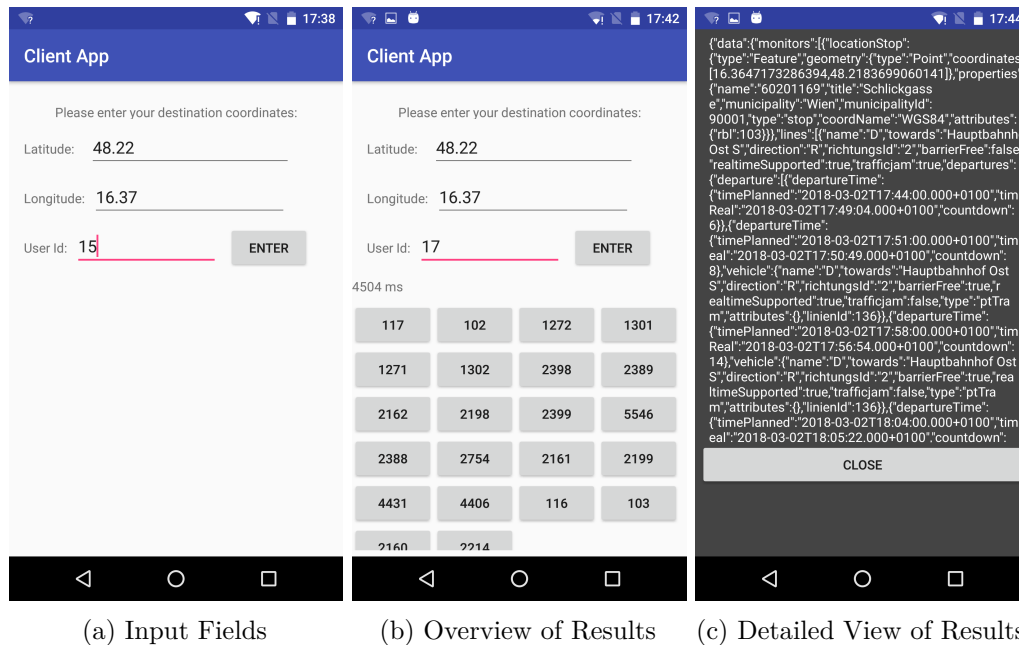 17:38
Client App
Please enter your destination coordinates:
Latitude: 48.22
Longitude: 16.37
User Id: 15 ENTER
(a) Input Fields
17:42
Client App
Please enter your destination coordinates:
Latitude: 48.22
Longitude: 16.37
User Id: 17 ENTER
4504 ms
117 102 1272 1301
1271 1302 2398 2389
2162 2198 2399 5546
2388 2754 2161 2199
4431 4406 116 103
2160 2214
(b) Overview of Results
17:44
{"data":{"monitors":[{"locationStop":
{"type":"Feature","geometry":{"type":"Point","coordinates
[16.3647173286394,48.2183699060141]},"properties"
{"name":"60201169","title":"Schlickgass
e","municipality":"Wien","municipalityId":
90001,"type":"stop","coordName":"WGS84","attributes":
{"rbl":103}}},"lines":[{"name":"D","towards":"Hauptbahnho
Ost S","direction":"R","richtungsId":"2","barrierFree":false
"realtimeSupported":true,"trafficjam":true,"departures":
{"departure":[{"departureTime":
{"timePlanned":"2018-03-02T17:44:00.000+0100","tim
Real":"2018-03-02T17:49:04.000+0100","countdown":
6}},{"departureTime":
{"timePlanned":"2018-03-02T17:51:00.000+0100","tim
eal":"2018-03-02T17:50:49.000+0100","countdown":
8},"vehicle":{"name":"D","towards":"Hauptbahnhof Ost
S","direction":"R","richtungsId":"2","barrierFree":true,"r
ealtimeSupported":true,"trafficjam":false,"type":"ptTra
m","attributes":{},"linienId":136}},{"departureTime":
{"timePlanned":"2018-03-02T17:58:00.000+0100","tim
Real":"2018-03-02T17:56:54.000+0100","countdown":
14},"vehicle":{"name":"D","towards":"Hauptbahnhof Ost
S","direction":"R","richtungsId":"2","barrierFree":true,"rea
ltimeSupported":true,"trafficjam":false,"type":"ptTra
m","attributes":{},"linienId":136}},{"departureTime":
{"timePlanned":"2018-03-02T18:04:00.000+0100","tim
eal":"2018-03-02T18:05:22.000+0100","countdown":
CLOSE
(c) Detailed View of Results